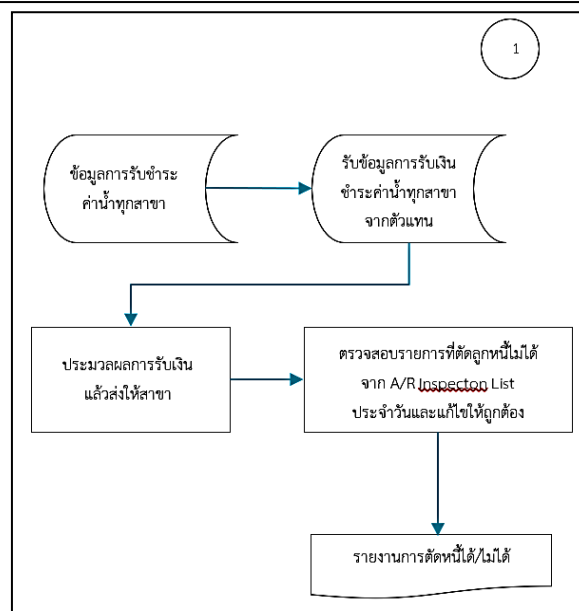 1
ข้อมูลการรับชำระ
ค่าน้ำทุกสาขา
รับข้อมูลการรับเงิน
ชำระค่าน้ำทุกสาขา
จากตัวแทน
ประมวลผลการรับเงิน
แล้วส่งให้สาขา
ตรวจสอบรายการที่ตัดลูกหนี้ไม่ได้
จาก A/R Inspecton List
ประจำวันและแก้ไขให้ถูกต้อง
รายงานการตัดหนี้ได้/ไม่ได้